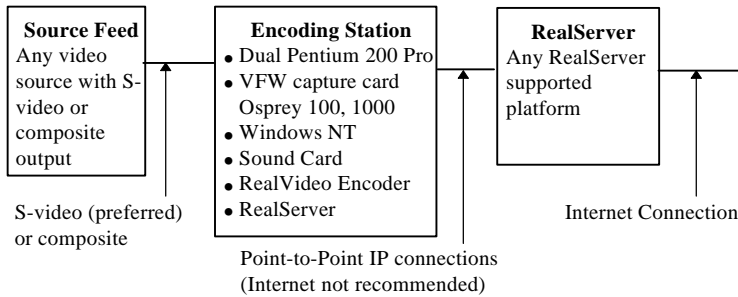 Source Feed
Any video
source with S-
video or
composite
output
Encoding Station
• Dual Pentium 200 Pro
• VFW capture card
Osprey 100, 1000
• Windows NT
• Sound Card
• RealVideo Encoder
• RealServer
RealServer
Any RealServer
supported
platform
S-video (preferred)
or composite
Point-to-Point IP connections
(Internet not recommended)
Internet Connection